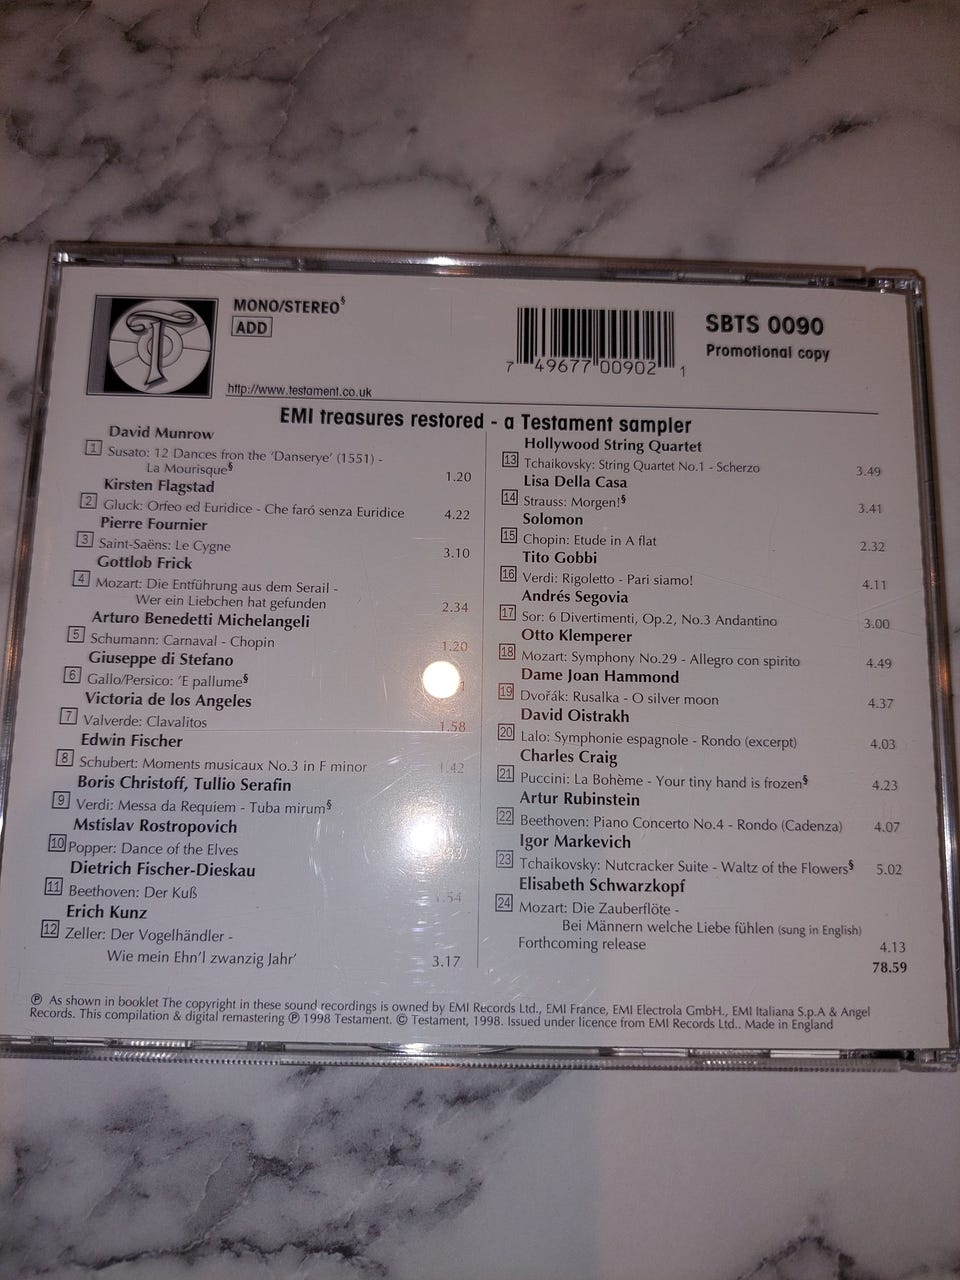 MONO/STEREO§
ADD
http://www.testament.co.uk
7 49677 00902 1
SBTS 0090
Promotional copy
EMI treasures restored - a Testament sampler
David Munrow
1 Susato: 12 Dances fron the ‘Danserye’ (1551) -
La Mourisque§ 1.20
Kirsten Flagstad
2 Gluck: Orfeo ed Euridice - Che faró senza Euridice 4.22
Pierre Fournier
3 Saint-Saëns: Le Cygne 3.10
Gottlob Frick
4 Mozart: Die Entführung aus dem Serail -
Wer ein Liebchen hat gefunden 2.34
Arturo Benedetti Michelangeli
5 Schumann: Carnaval - Chopin 1.20
Giuseppe di Stefano
6 Gallo/Persico: ‘E pallume§
Victoria de los Angeles
7 Valverde: Clavalitos 1.58
Edwin Fischer
8 Schubert: Moments musicaux No.3 in F minor 1.42
Boris Christoff, Tullio Serafin
9 Verdi: Messa da Requiem - Tuba mirum§
Mstislav Rostropovich
10 Popper: Dance of the Elves
Dietrich Fischer-Dieskau
11 Beethoven: Der Kuß 1.54
Erich Kunz
12 Zeller: Der Vogelhändler -
Wie mein Ehn’l zwanzig Jahr’ 3.17
Hollywood String Quartet
13 Tchaikovsky: String Quartet No.1 - Scherzo 3.49
Lisa Della Casa
14 Strauss: Morgen!§ 3.41
Solomon
15 Chopin: Etude in A flat 2.32
Tito Gobbi
16 Verdi: Rigoletto - Pari siamo! 4.11
Andrés Segovia
17 Sor: 6 Divertimenti, Op.2, No.3 Andantino 3.00
Otto Klemperer
18 Mozart: Symphony No.29 - Allegro con spirito 4.49
Dame Joan Hammond
19 Dvořák: Rusalka - O silver moon 4.37
David Oistrakh
20 Lalo: Symphonie espagnole - Rondo (excerpt) 4.03
Charles Craig
21 Puccini: La Bohème - Your tiny hand is frozen§ 4.23
Artur Rubinstein
22 Beethoven: Piano Concerto No.4 - Rondo (Cadenza) 4.07
Igor Markevich
23 Tchaikovsky: Nutcracker Suite - Waltz of the Flowers§ 5.02
Elisabeth Schwarzkopf
24 Mozart: Die Zauberflöte -
Bei Männern welche Liebe fühlen (sung in English)
Forthcoming release 4.13
78.59
℗ As shown in booklet The copyright in these sound recordings is owned by EMI Records Ltd., EMI France, EMI Electrola GmbH., EMI Italiana S.p.A & Angel
Records. This compilation & digital remastering ℗ 1998 Testament. © Testament, 1998. Issued under licence from EMI Records Ltd.. Made in England